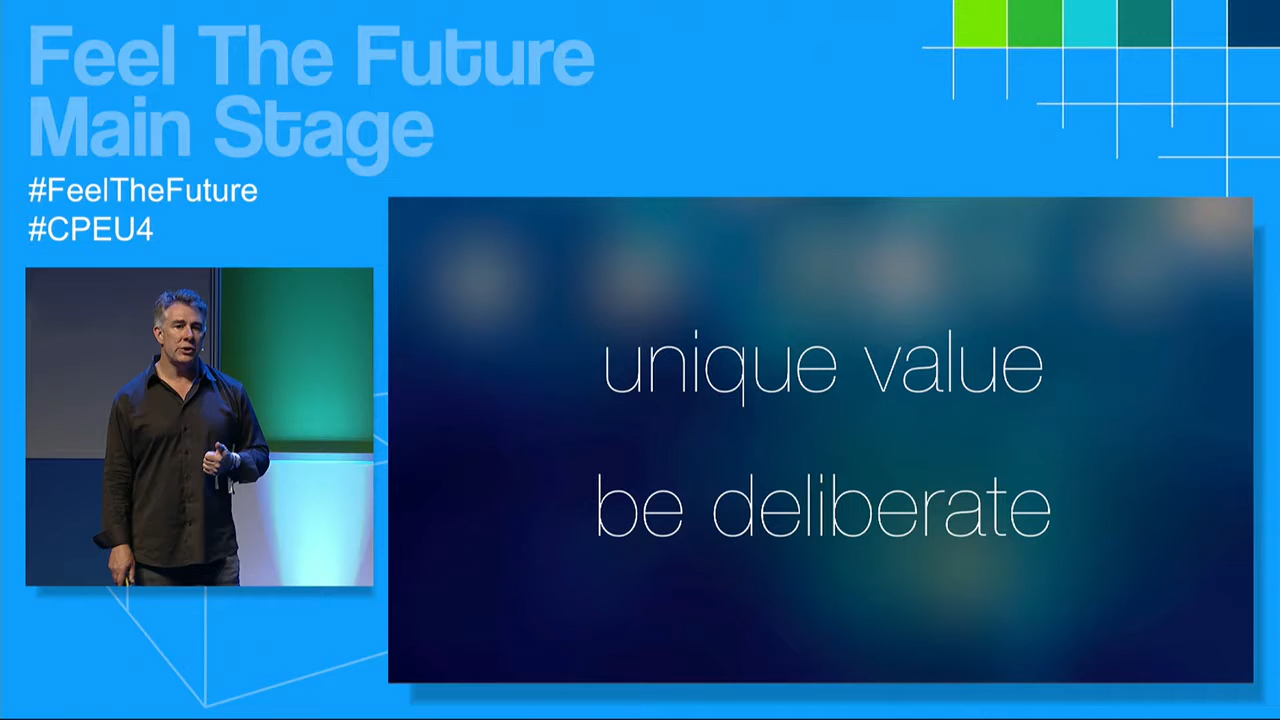 Feel The Future
Main Stage
#FeelTheFuture
#CPEU4
unique value
be deliberate